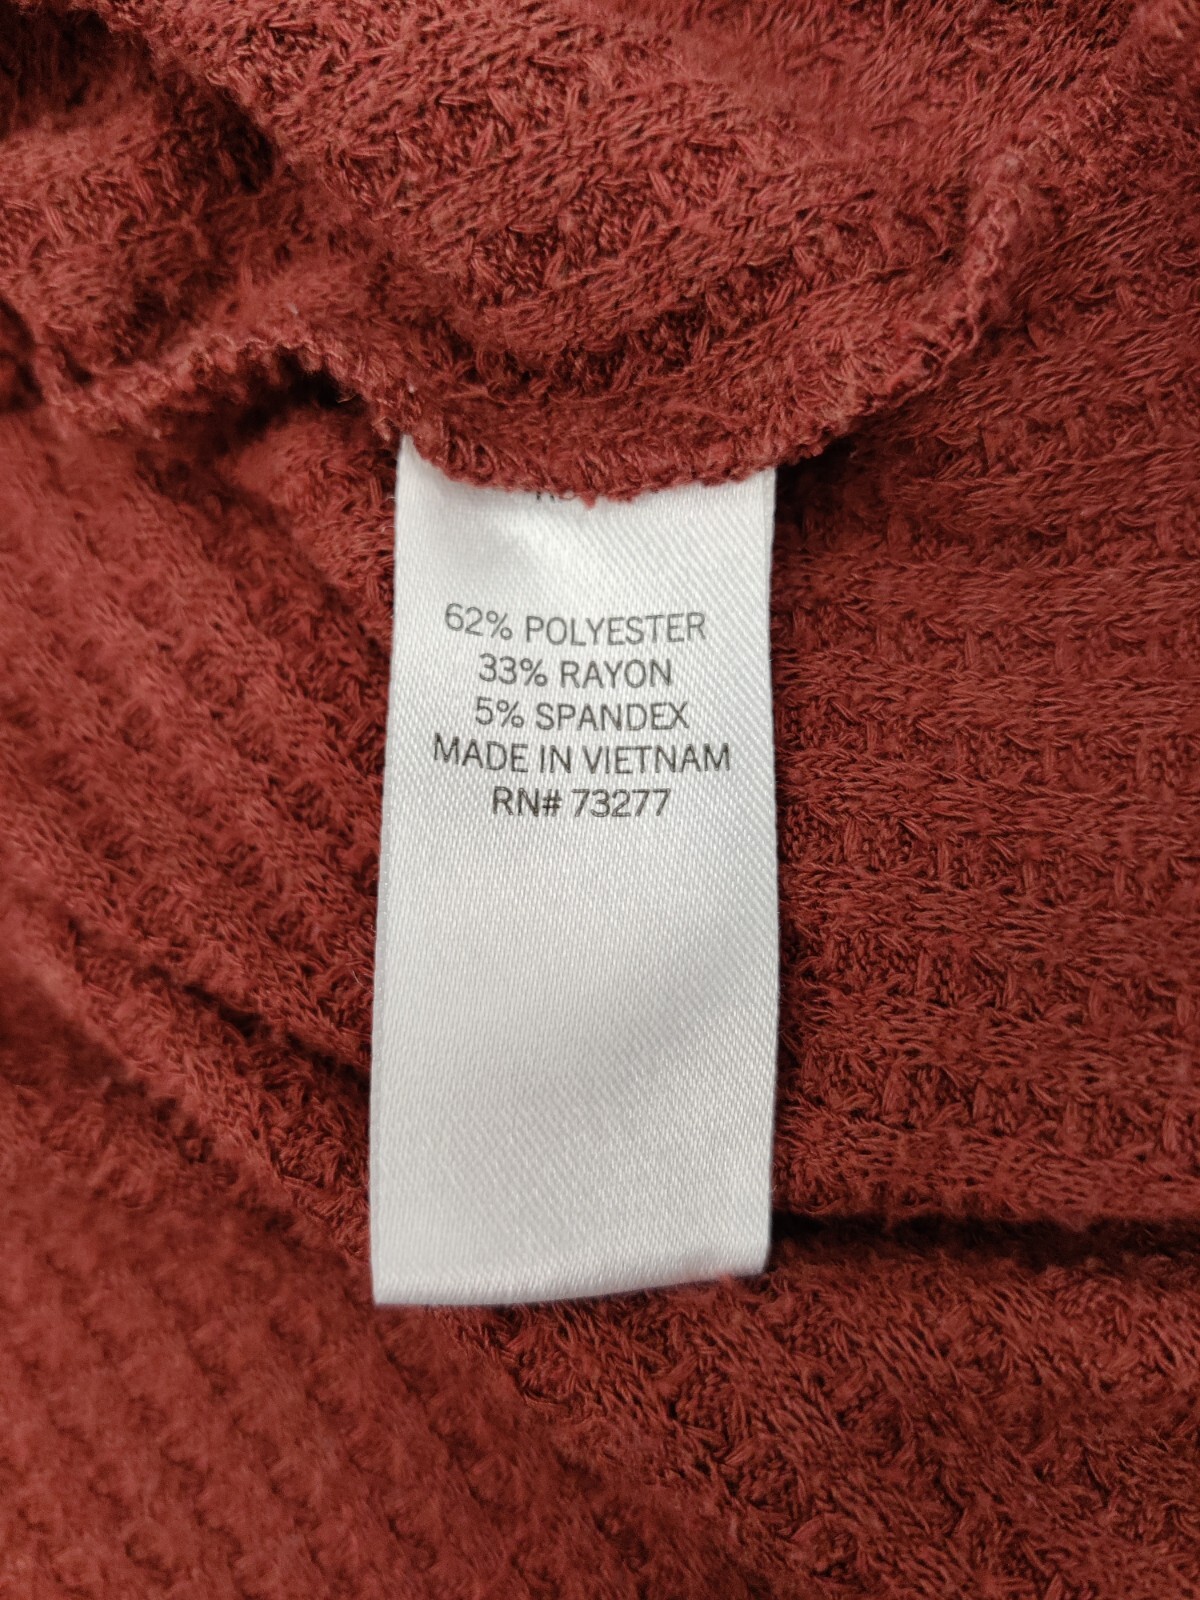 62% POLYESTER
33% RAYON
5% SPANDEX
MADE IN VIETNAM
RN# 73277